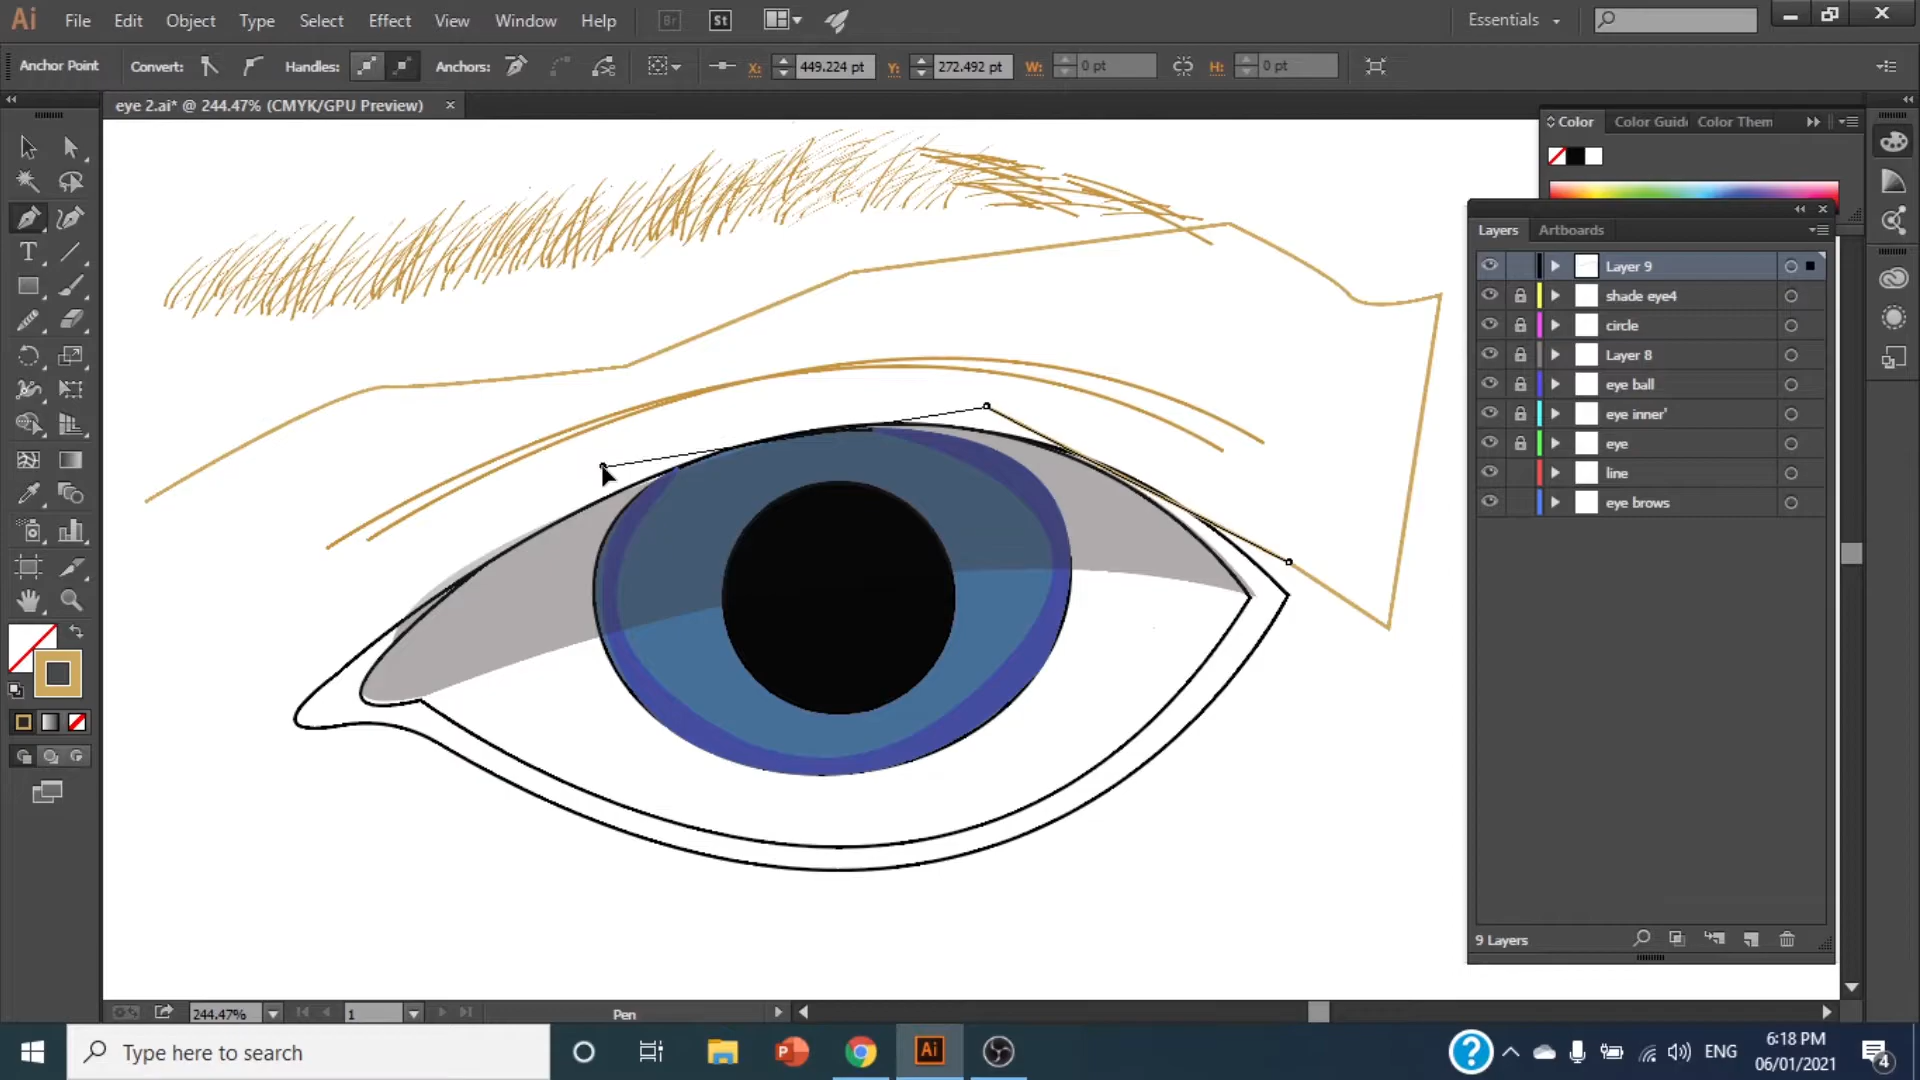 Ai File Edit Object Type Select Effect View Window Help Br St Essentials
Anchor Point Convert: Handles: Anchors: X: 449.224 pt Y: 272.492 pt W: 0 pt H: 0 pt
eye 2.ai* @ 244.47% (CMYK/GPU Preview)
Color Color Guid Color Them
Layers Artboards
Layer 9
shade eye4
circle
Layer 8
eye ball
eye inner'
eye
line
eye brows
9 Layers
244.47% 1 Pen
Type here to search
Ai
ENG
6:18 PM
06/01/2021
4